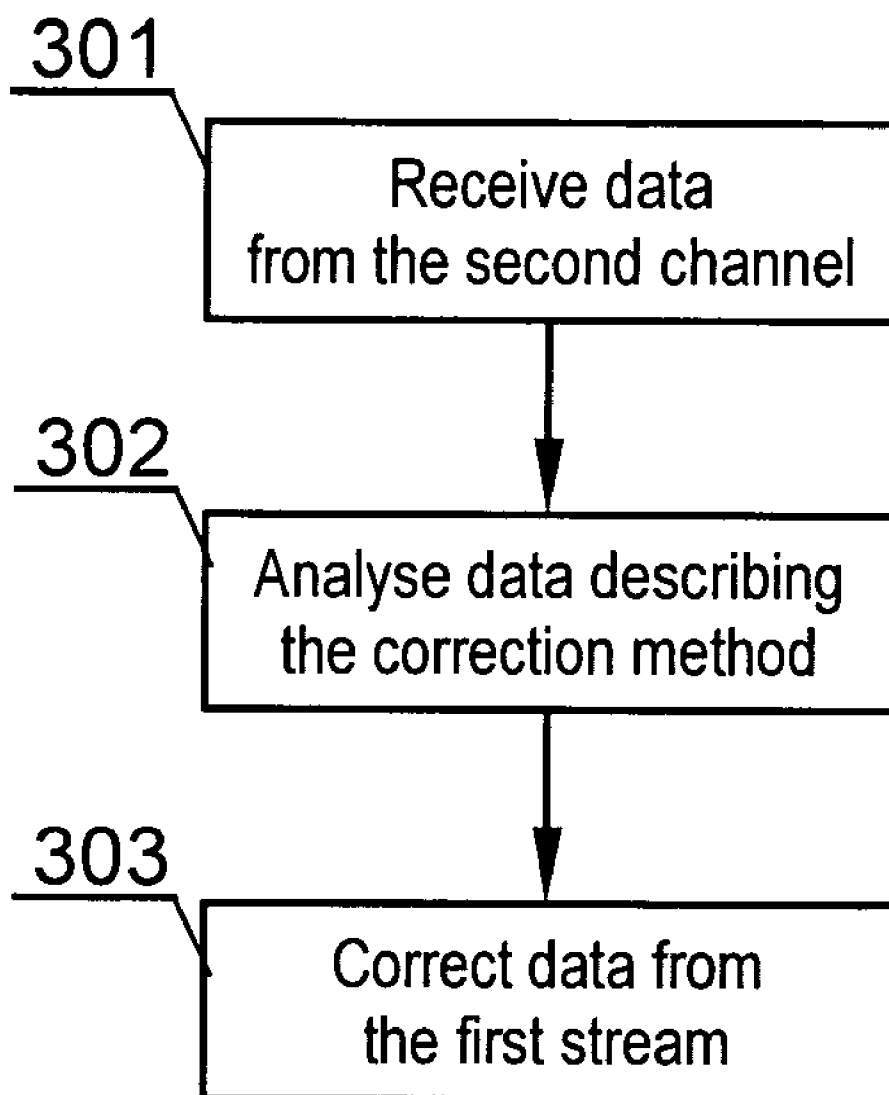 301
Receive data
from the second channel
302
Analyse data describing
the correction method
303
Correct data from
the first stream